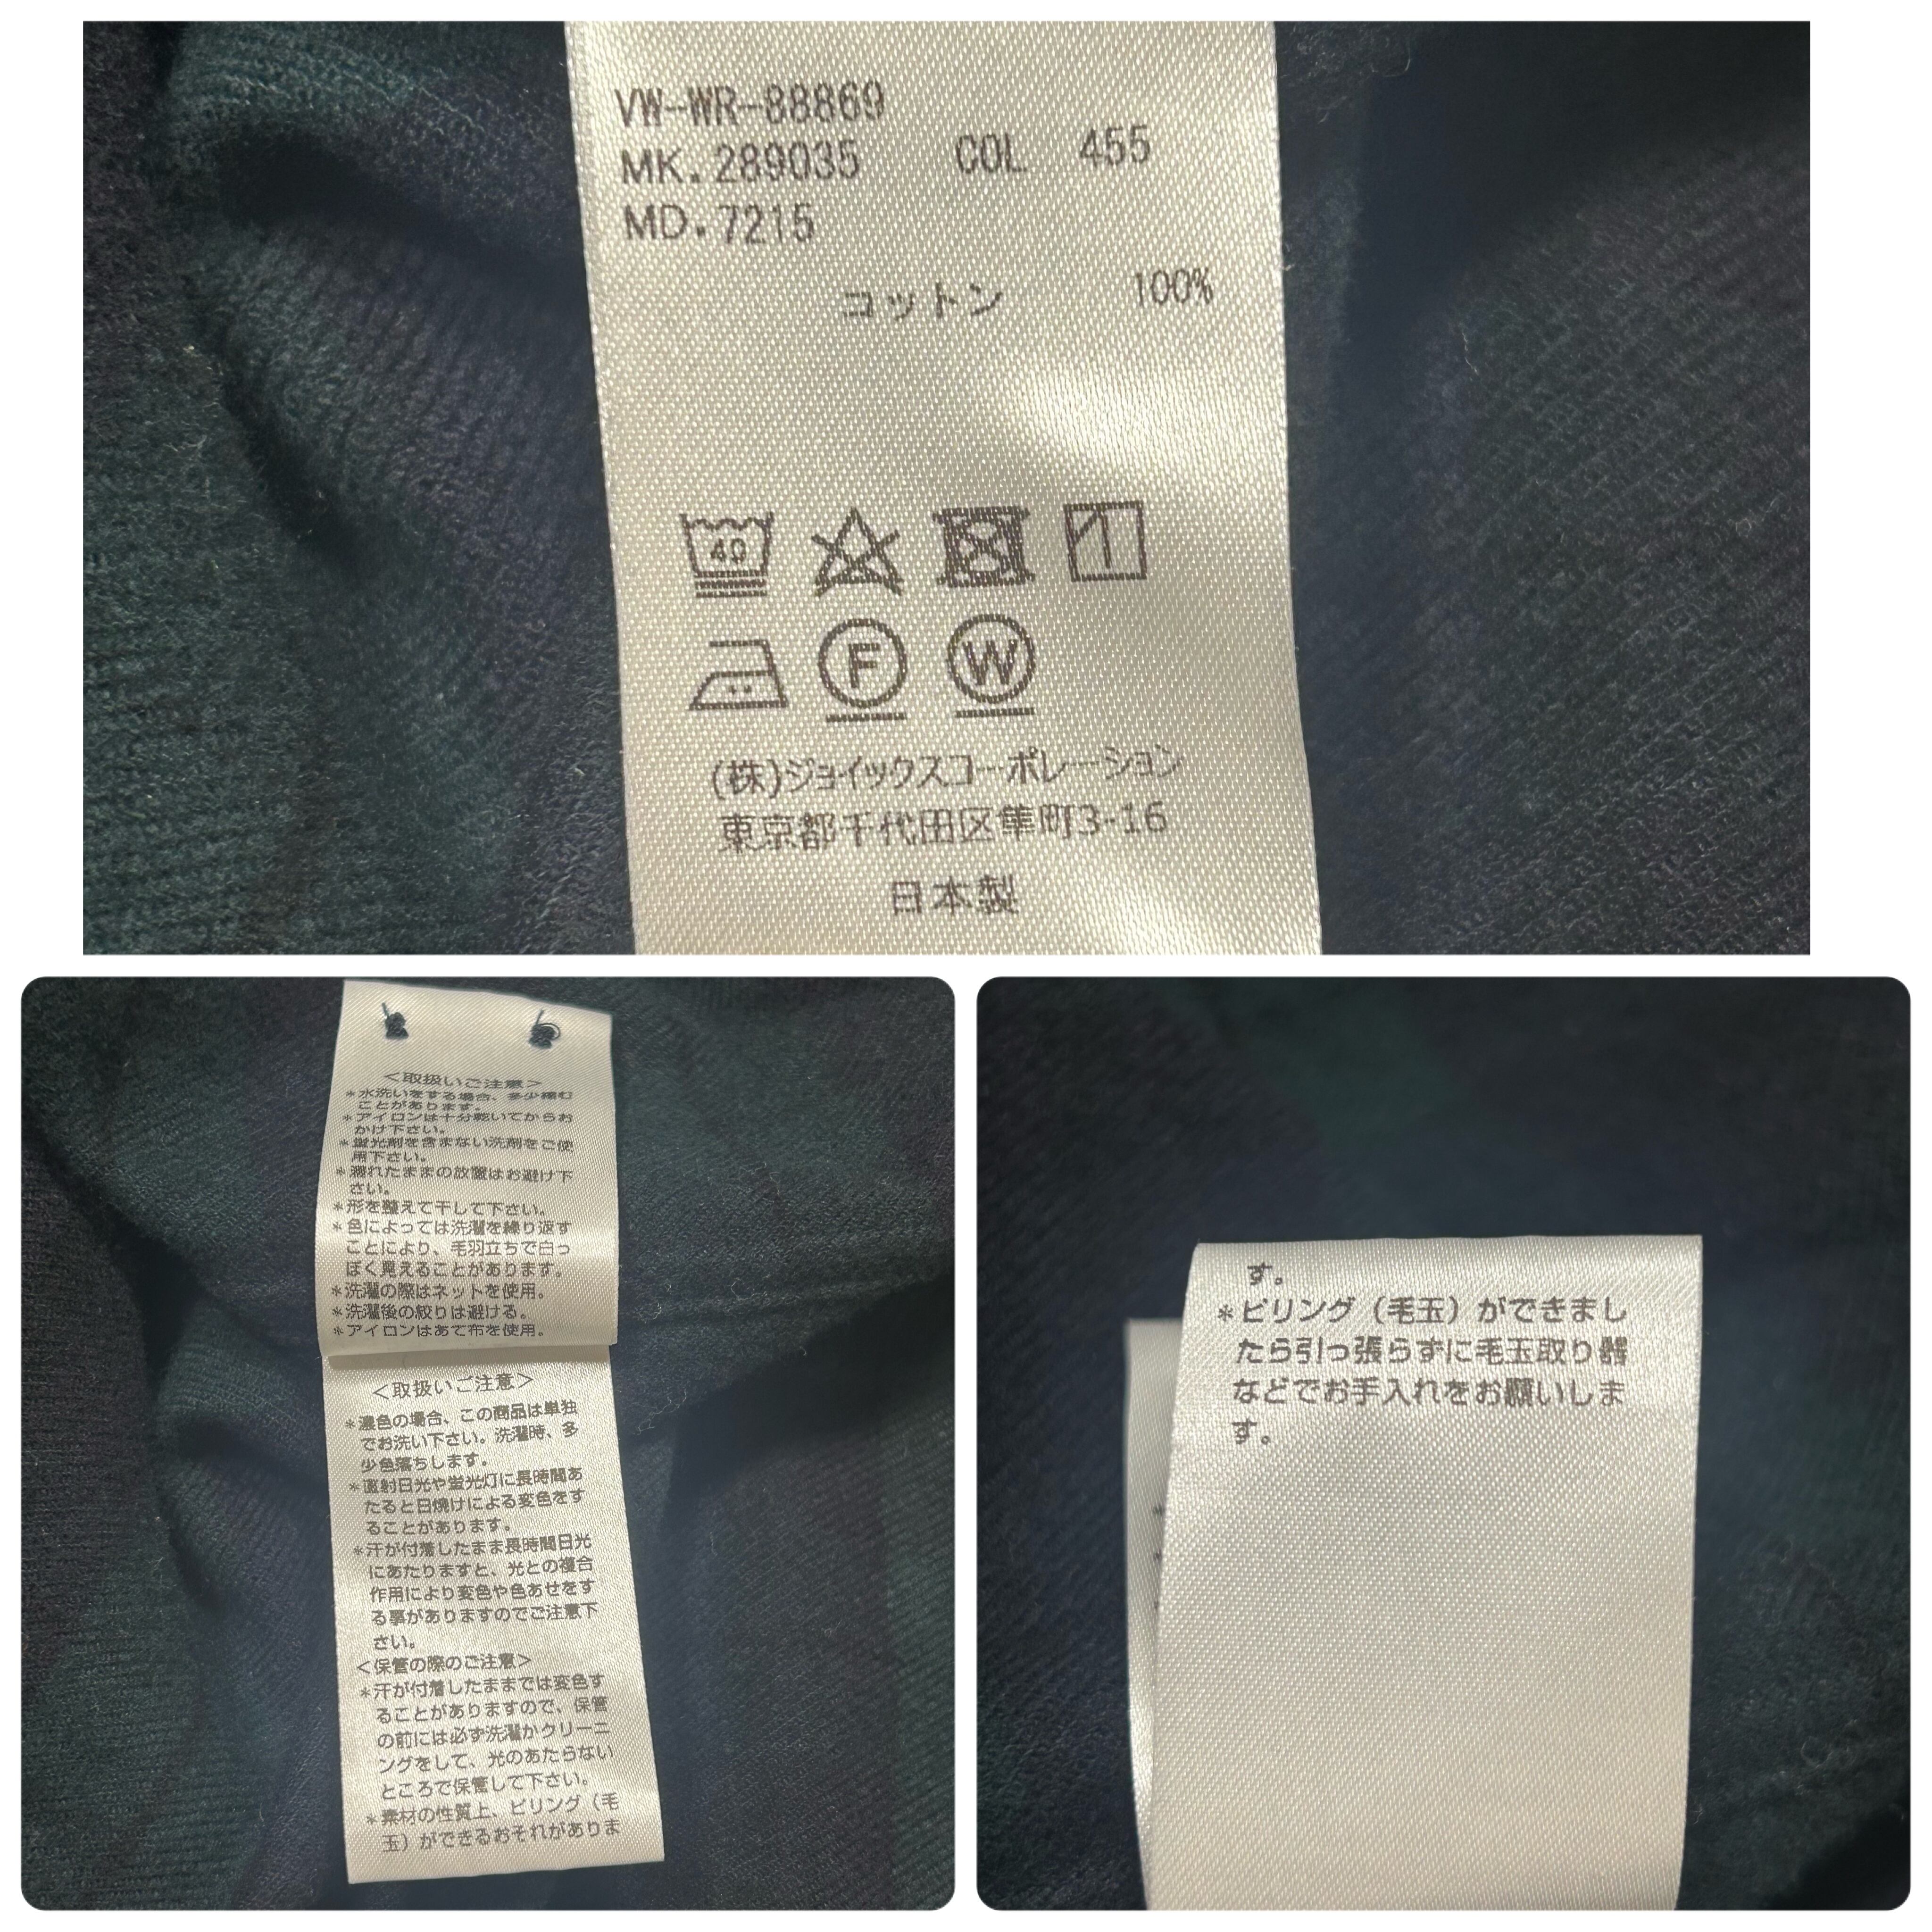 VW-WR-88869
MK.289035 COL 455
MD.7215
コットン 100%
40
F W
(株)ジョイックスコーポレーション
東京都千代田区隼町3-16
日本製
<取扱いご注意>
*水洗いをする場合、多少縮む
ことがあります。
*アイロンは十分乾いてからお
かけ下さい。
*蛍光剤を含まない洗剤をご使
用下さい。
*濡れたままの放置はお避け下
さい。
*形を整えて干して下さい。
*色によっては洗濯を繰り返す
ことにより、毛羽立ちで白っ
ぽく見えることがあります。
*洗濯の際はネットを使用。
*洗濯後の絞りは避ける。
*アイロンはあて布を使用。
<取扱いご注意>
*濃色の場合、この商品は単独
でお洗い下さい。洗濯時、多
少色落ちします。
*直射日光や蛍光灯に長時間あ
たると日焼けによる変色をす
ることがあります。
*汗が付着したまま長時間日光
にあたりますと、光との複合
作用により変色や色あせをす
る事がありますのでご注意下
さい。
<保管の際のご注意>
*汗が付着したままでは変色す
ることがありますので、保管
の前には必ず洗濯かクリーニ
ングをして、光のあたらない
ところで保管して下さい。
*素材の性質上、ピリング（毛
玉）ができるおそれがありま
す。
*ピリング（毛玉）ができまし
たら引っ張らずに毛玉取り器
などでお手入れをお願いしま
す。